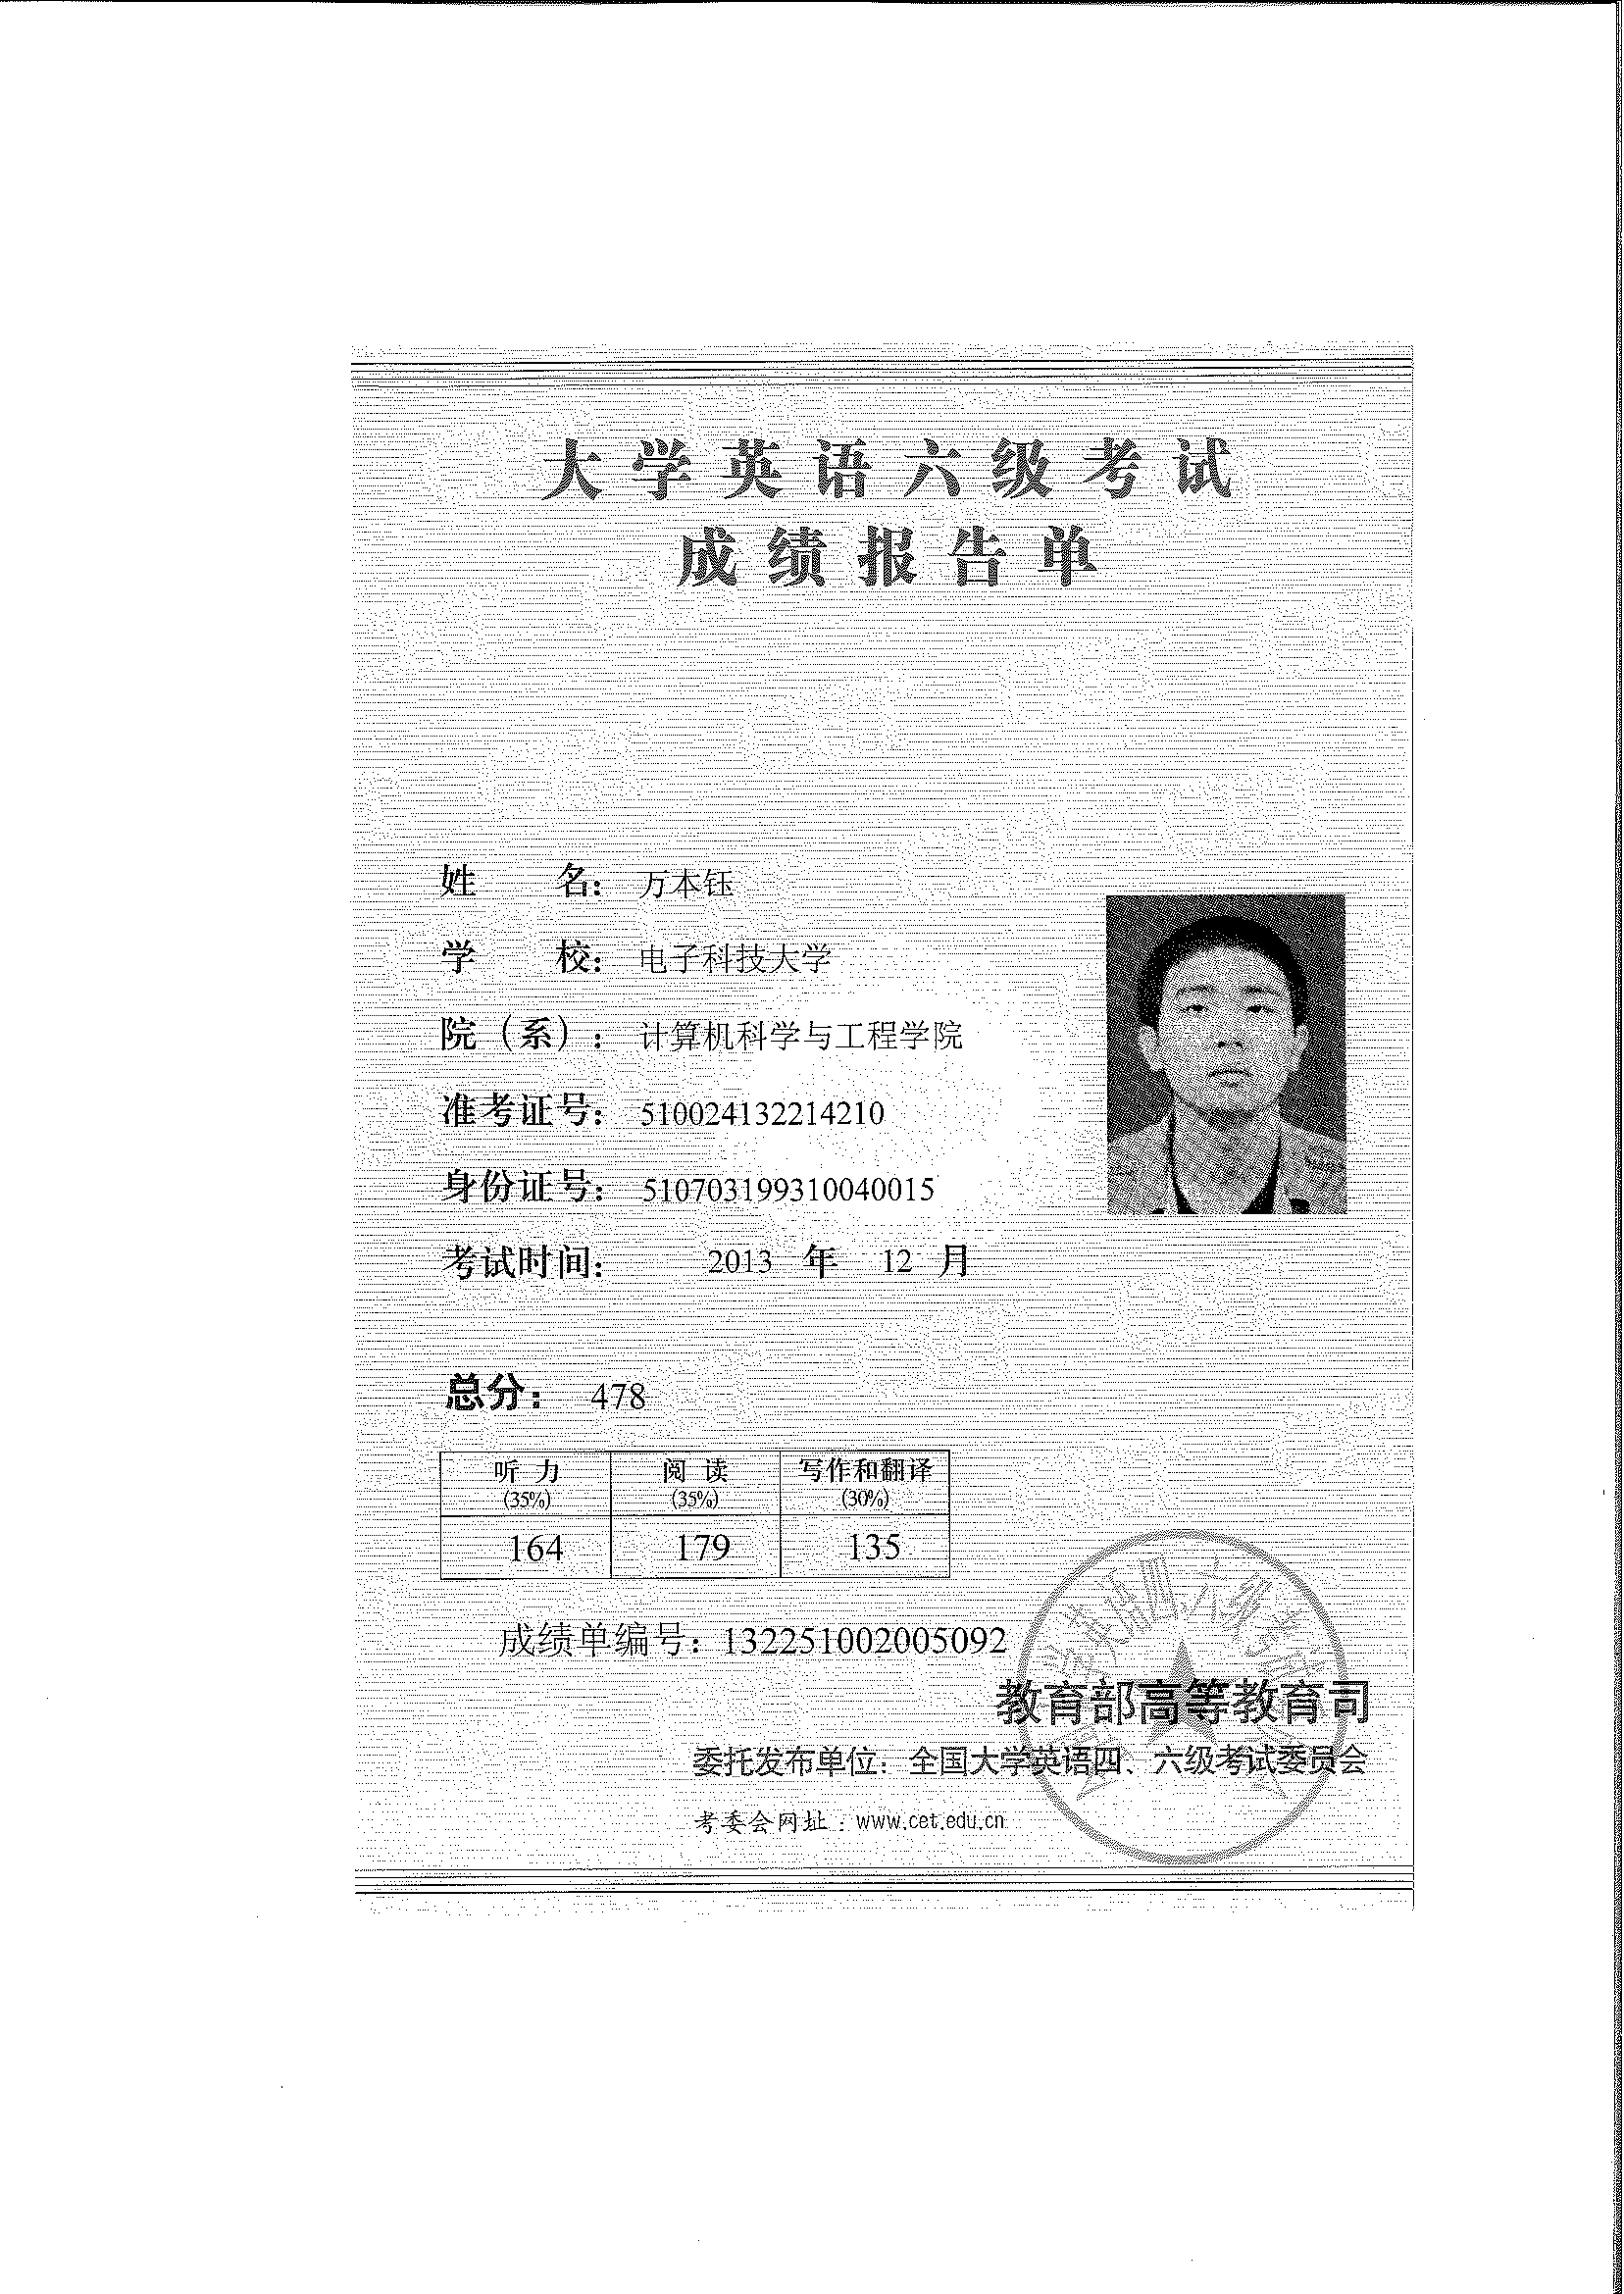 大学英语六级考试
成绩报告单
姓 名： 万本钰
学 校： 电子科技大学
院（系）： 计算机科学与工程学院
准考证号： 510024132214210
身份证号： 510703199310040015
考试时间： 2013 年 12 月
总分： 478
听 力 阅 读 写作和翻译
(35%) (35%) (30%)
164 179 135
成绩单编号：132251002005092
教育部高等教育司
委托发布单位：全国大学英语四、六级考试委员会
考委会网址：www.cet.edu.cn